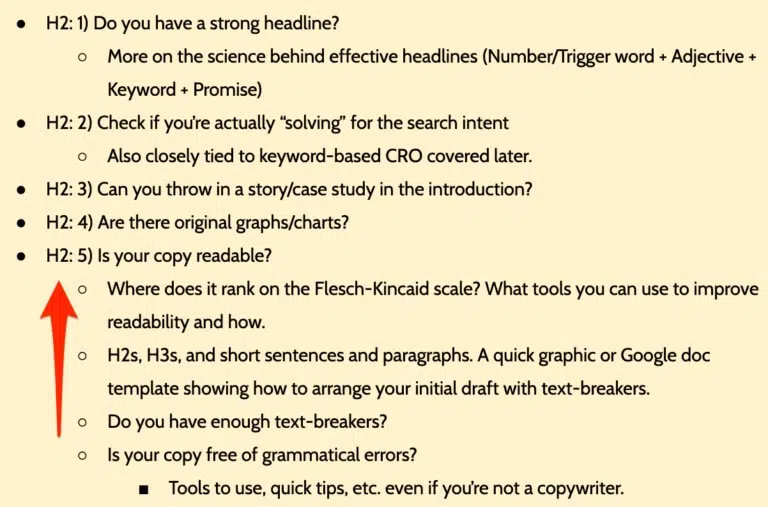 ● H2: 1) Do you have a strong headline?
○ More on the science behind effective headlines (Number/Trigger word + Adjective +
Keyword + Promise)
● H2: 2) Check if you’re actually “solving” for the search intent
○ Also closely tied to keyword-based CRO covered later.
● H2: 3) Can you throw in a story/case study in the introduction?
● H2: 4) Are there original graphs/charts?
● H2: 5) Is your copy readable?
○ Where does it rank on the Flesch-Kincaid scale? What tools you can use to improve
readability and how.
○ H2s, H3s, and short sentences and paragraphs. A quick graphic or Google doc
template showing how to arrange your initial draft with text-breakers.
○ Do you have enough text-breakers?
○ Is your copy free of grammatical errors?
■ Tools to use, quick tips, etc. even if you’re not a copywriter.